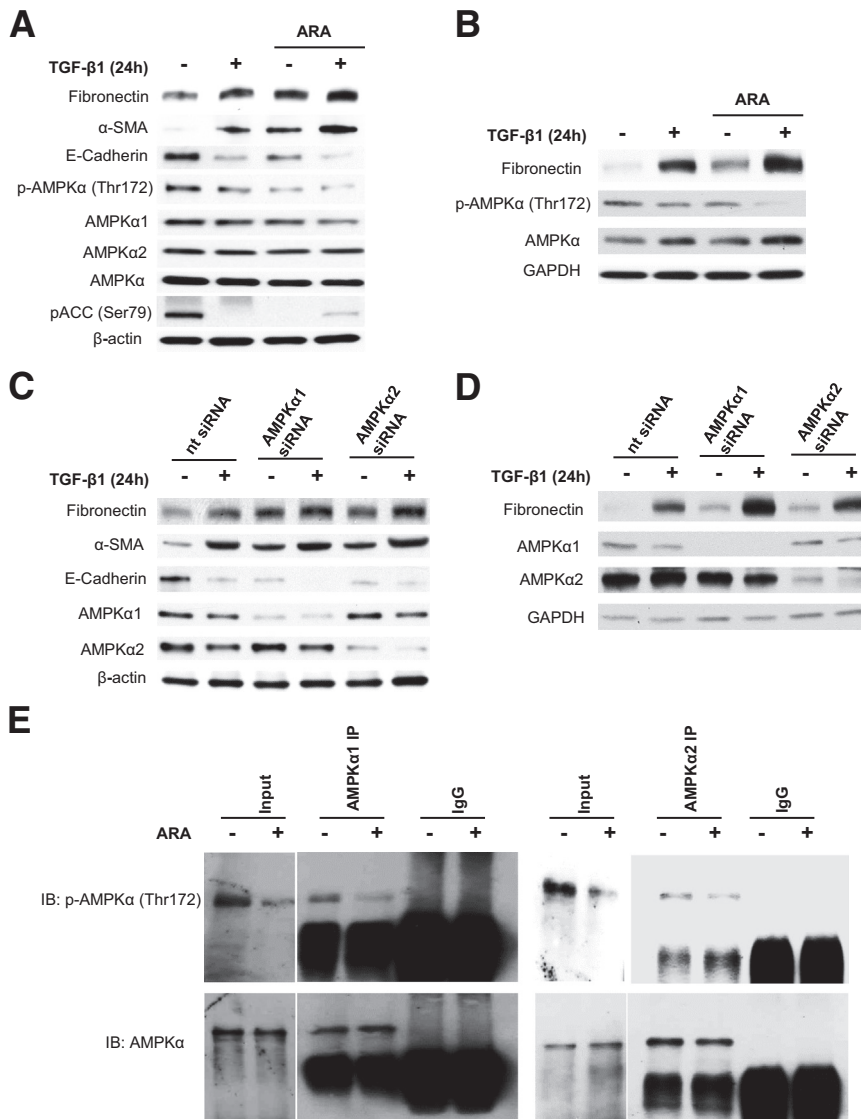 A
ARA
TGF-β1 (24h) - + - +
Fibronectin
α-SMA
E-Cadherin
p-AMPKα (Thr172)
AMPKα1
AMPKα2
AMPKα
pACC (Ser79)
β-actin
B
ARA
TGF-β1 (24h) - + - +
Fibronectin
p-AMPKα (Thr172)
AMPKα
GAPDH
C
nt siRNA
AMPKα1
siRNA
AMPKα2
siRNA
TGF-β1 (24h) - + - + - +
Fibronectin
α-SMA
E-Cadherin
AMPKα1
AMPKα2
β-actin
D
nt siRNA
AMPKα1
siRNA
AMPKα2
siRNA
TGF-β1 (24h) - + - + - +
Fibronectin
AMPKα1
AMPKα2
GAPDH
E
Input
AMPKα1 IP
IgG
Input
AMPKα2 IP
IgG
ARA - + - + - + - + - + - +
IB: p-AMPKα (Thr172)
IB: AMPKα